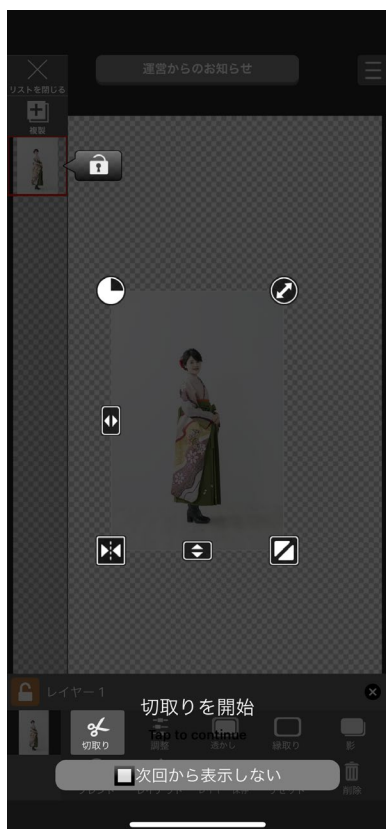 運営からのお知らせ
リストを閉じる
複製
レイヤー 1
切取りを開始
Tap to continue
切取り
調整
透かし
縁取り
影
次回から表示しない
削除